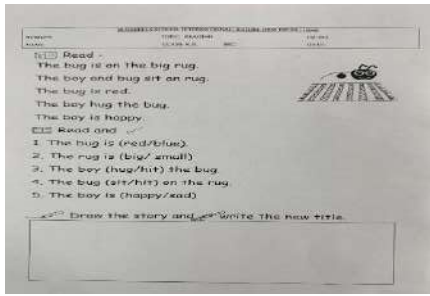 Read -
The bug is on the big rug.
The boy and bug sit on rug.
The bug is red.
The boy hug the bug.
The boy is happy.
Read and
1. The bug is (red/blue).
2. The rug is (big/ small)
3. The boy (hug/hit) the bug
4. The bug (sit/hit) on the rug.
5. The boy is (happy/sad)
Draw the story and write the new title.